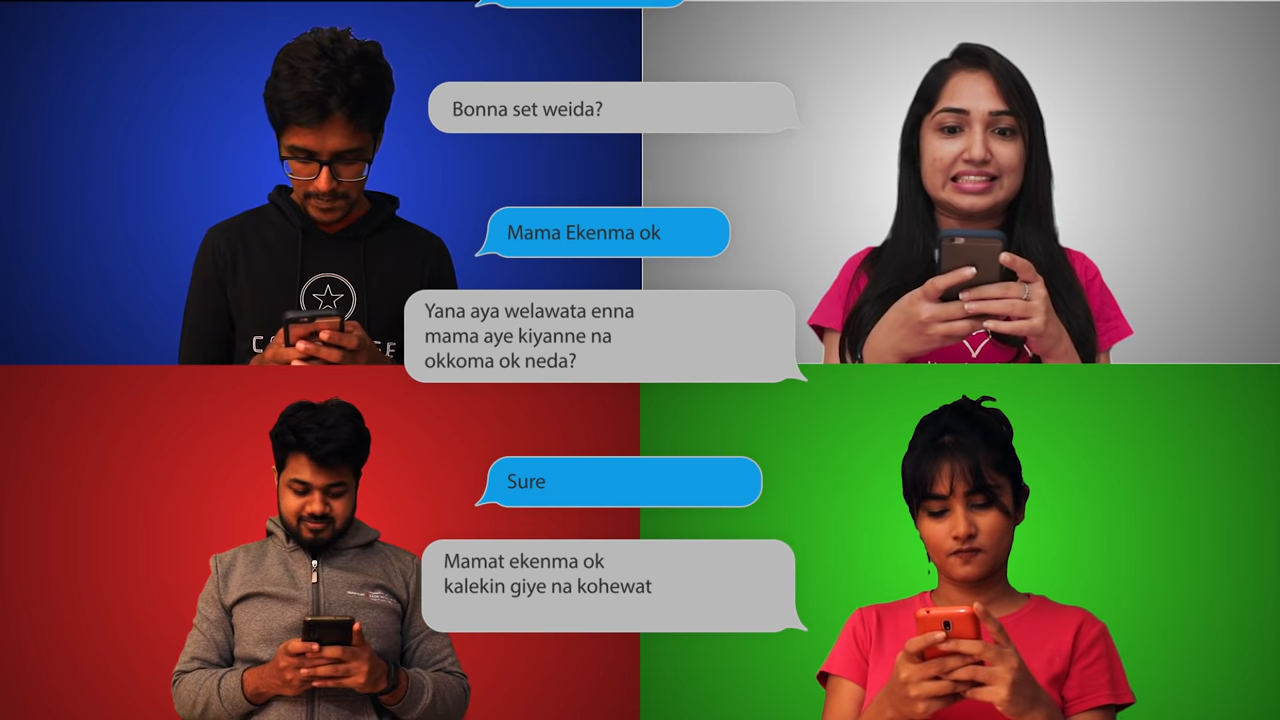 Bonna set weida?
Mama Ekenma ok
Yana aya welawata enna
mama aye kiyanne na
okkoma ok neda?
Sure
Mamat ekenma ok
kalekin giye na kohewat